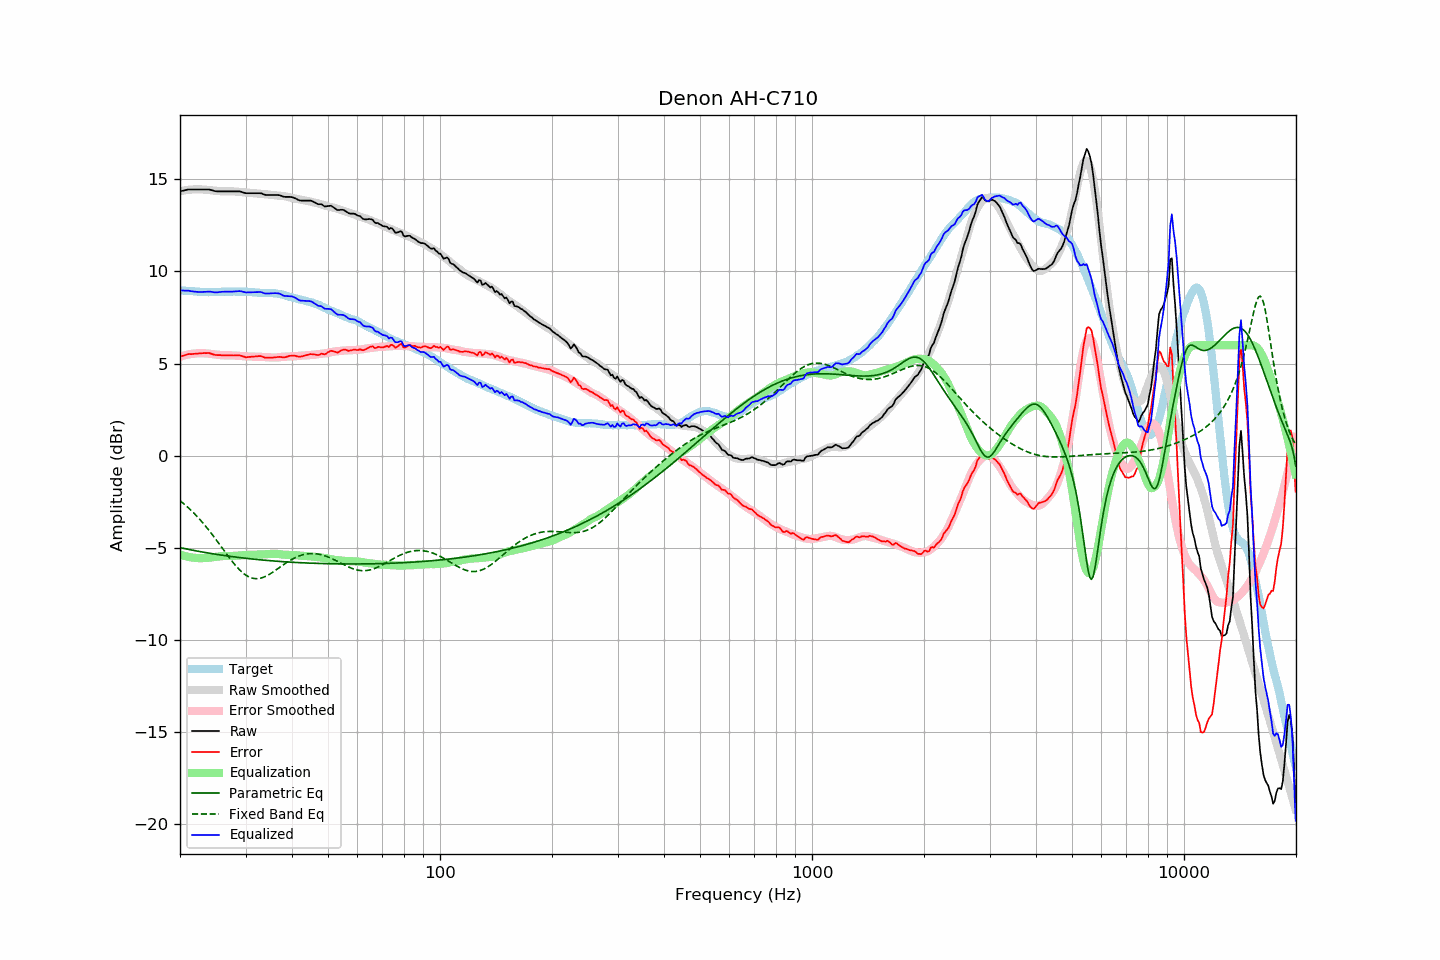 Denon AH-C710
Amplitude (dBr)
15
10
5
0
−5
−10
−15
−20
Target
Raw Smoothed
Error Smoothed
Raw
Error
Equalization
Parametric Eq
Fixed Band Eq
Equalized
100
1000
10000
Frequency (Hz)